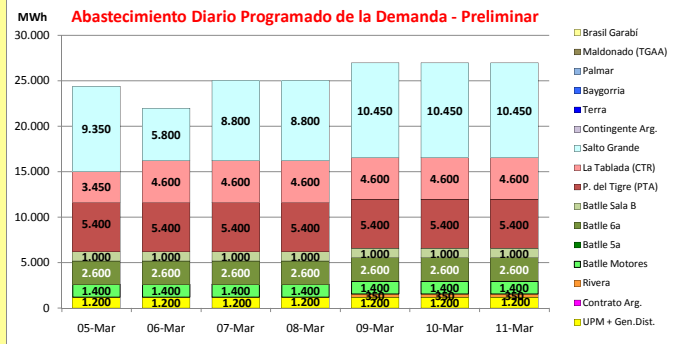 MWh
Abastecimiento Diario Programado de la Demanda - Preliminar
30.000
25.000
20.000
15.000
10.000
5.000
0
9.350
5.800
8.800
8.800
10.450
10.450
10.450
3.450
4.600
4.600
4.600
4.600
4.600
4.600
5.400
5.400
5.400
5.400
5.400
5.400
5.400
1.000
1.000
1.000
1.000
1.000
1.000
1.000
2.600
2.600
2.600
2.600
2.600
2.600
2.600
1.400
1.400
1.400
1.400
1.400
1.400
1.400
350
350
350
1.200
1.200
1.200
1.200
1.200
1.200
1.200
05-Mar
06-Mar
07-Mar
08-Mar
09-Mar
10-Mar
11-Mar
Brasil Garabí
Maldonado (TGAA)
Palmar
Baygorria
Terra
Contingente Arg.
Salto Grande
La Tablada (CTR)
P. del Tigre (PTA)
Batlle Sala B
Batlle 6a
Batlle 5a
Batlle Motores
Rivera
Contrato Arg.
UPM + Gen.Dist.